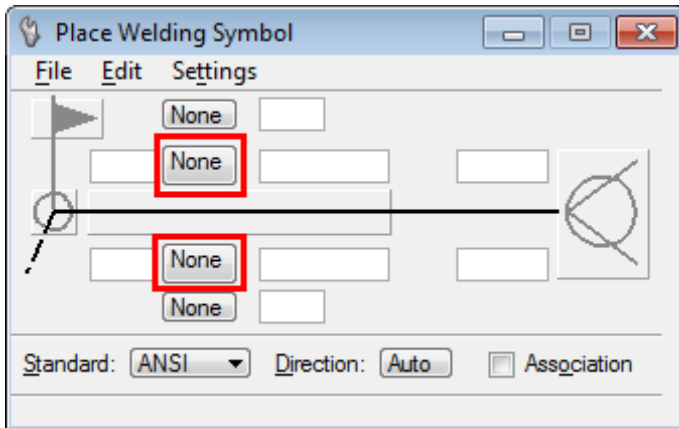 Place Welding Symbol
File Edit Settings
None
None
None
None
Standard: ANSI Direction: Auto Association